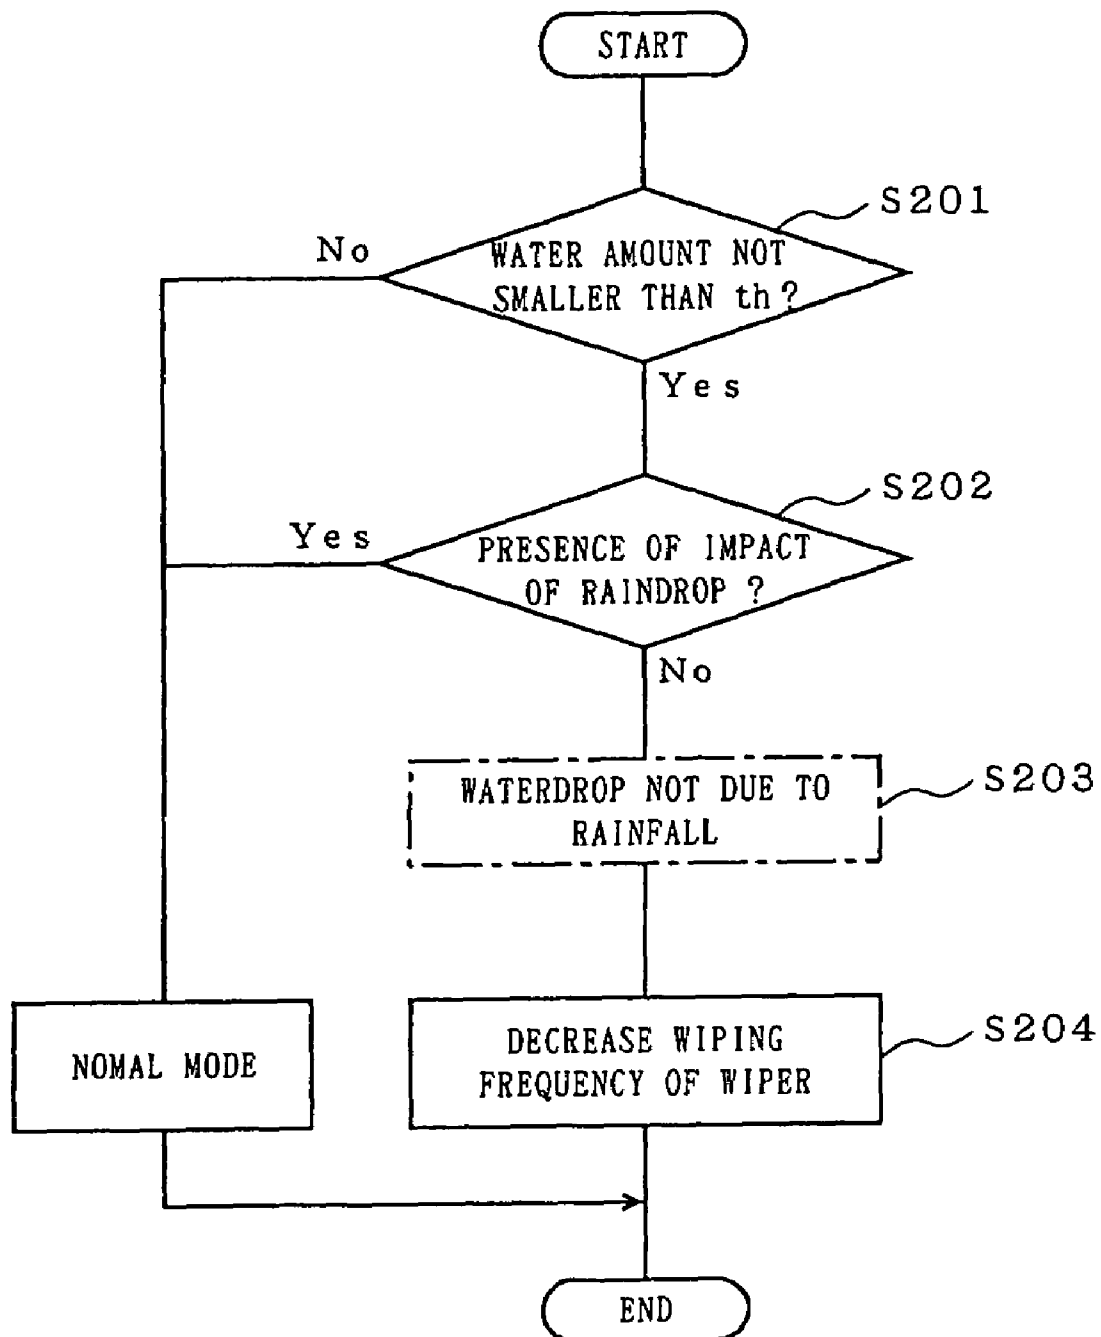 START
S201
No
WATER AMOUNT NOT
SMALLER THAN th?
Yes
S202
Yes
PRESENCE OF IMPACT
OF RAINDROP ?
No
S203
WATERDROP NOT DUE TO
RAINFALL
S204
NOMAL MODE
DECREASE WIPING
FREQUENCY OF WIPER
END